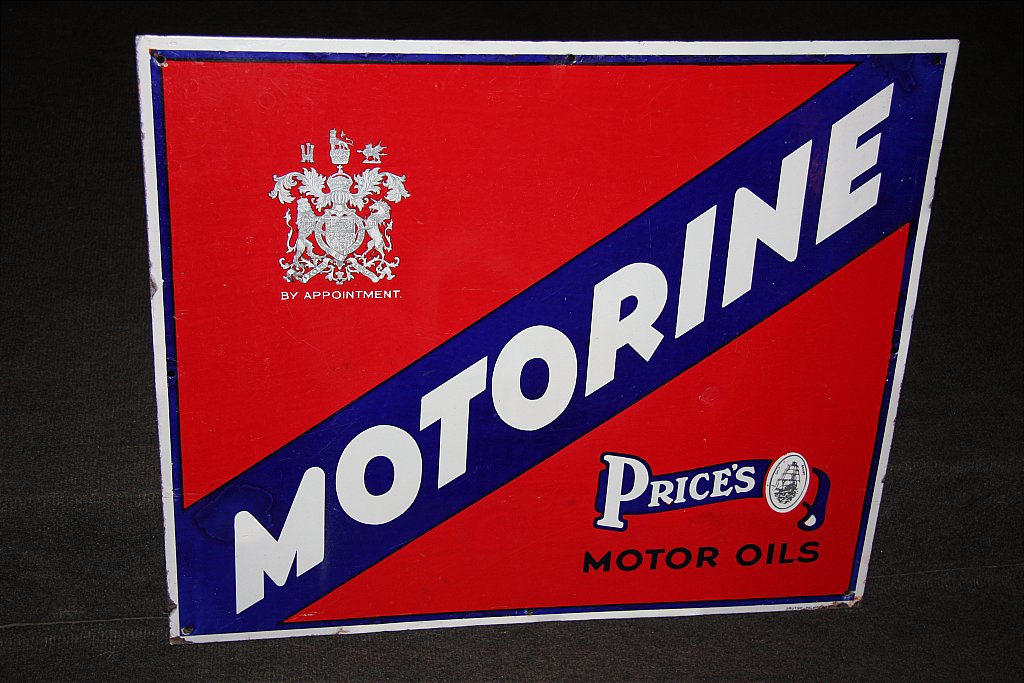 BY APPOINTMENT.
MOTORINE
PRICE'S
MOTOR OILS